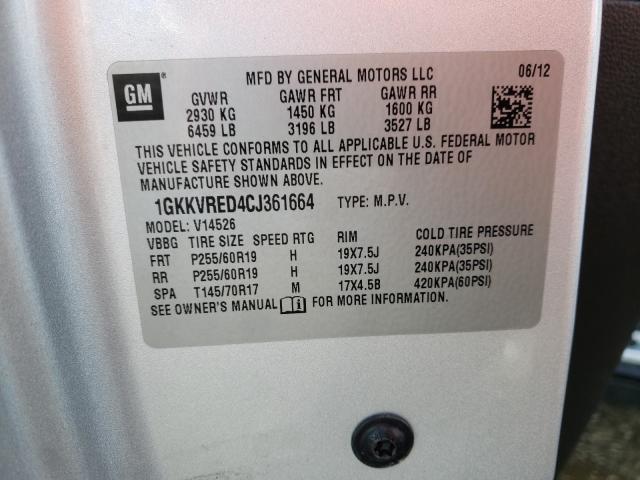 GM ®
MFD BY GENERAL MOTORS LLC 06/12
GVWR GAWR FRT GAWR RR
2930 KG 1450 KG 1600 KG
6459 LB 3196 LB 3527 LB
THIS VEHICLE CONFORMS TO ALL APPLICABLE U.S. FEDERAL MOTOR
VEHICLE SAFETY STANDARDS IN EFFECT ON THE DATE OF
MANUFACTURE SHOWN ABOVE.
1GKKVRED4CJ361664 TYPE: M.P.V.
MODEL: V14526
VBBG TIRE SIZE SPEED RTG RIM COLD TIRE PRESSURE
FRT P255/60R19 H 19X7.5J 240KPA(35PSI)
RR P255/60R19 H 19X7.5J 240KPA(35PSI)
SPA T145/70R17 M 17X4.5B 420KPA(60PSI)
SEE OWNER'S MANUAL i FOR MORE INFORMATION.